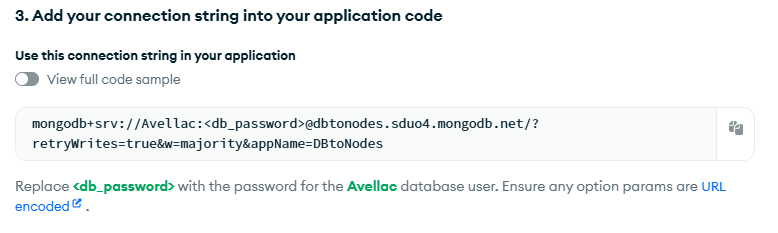 3. Add your connection string into your application code
Use this connection string in your application
View full code sample
mongodb+srv://Avellac:<db_password>@dbtonodes.sduo4.mongodb.net/?
retryWrites=true&w=majority&appName=DBtoNodes
Replace <db_password> with the password for the Avellac database user. Ensure any option params are URL
encoded .